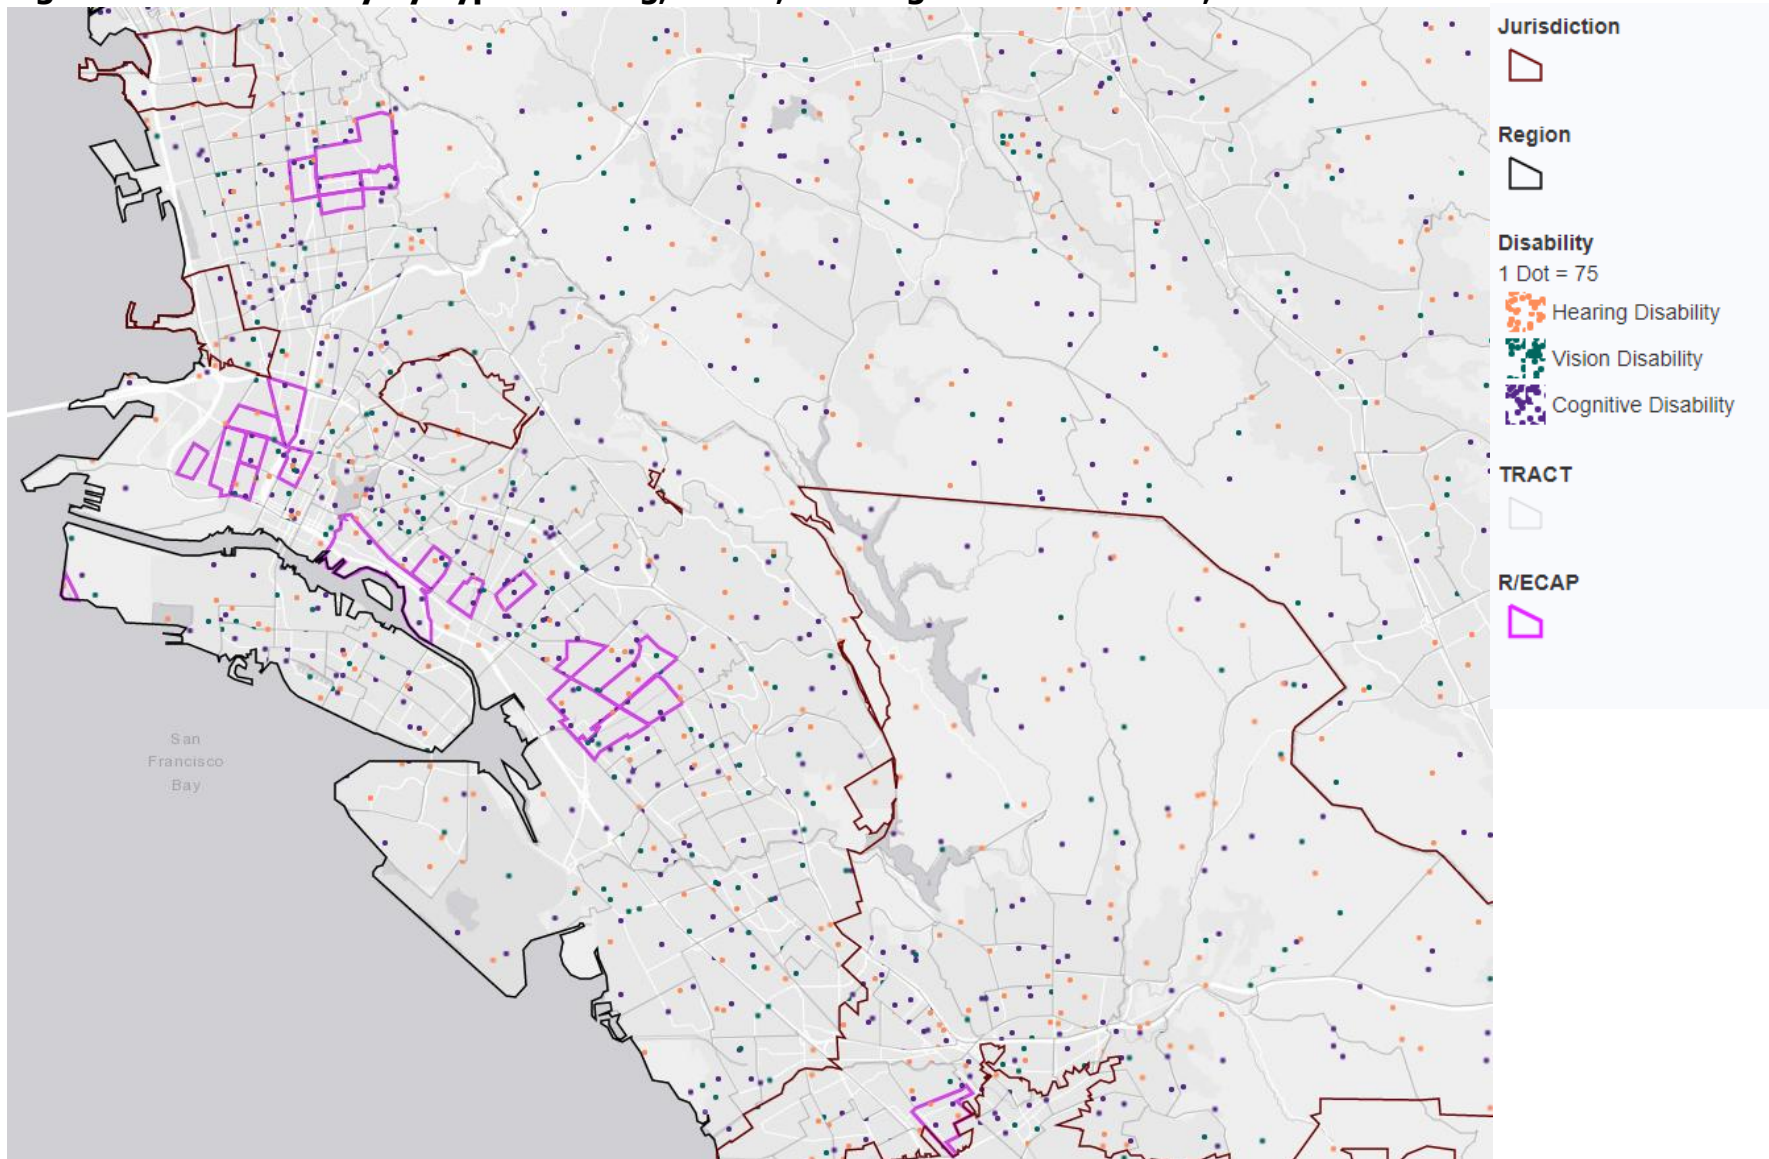 Jurisdiction
Region
Disability
1 Dot = 75
Hearing Disability
Vision Disability
Cognitive Disability
TRACT
R/ECAP
San
Francisco
Bay